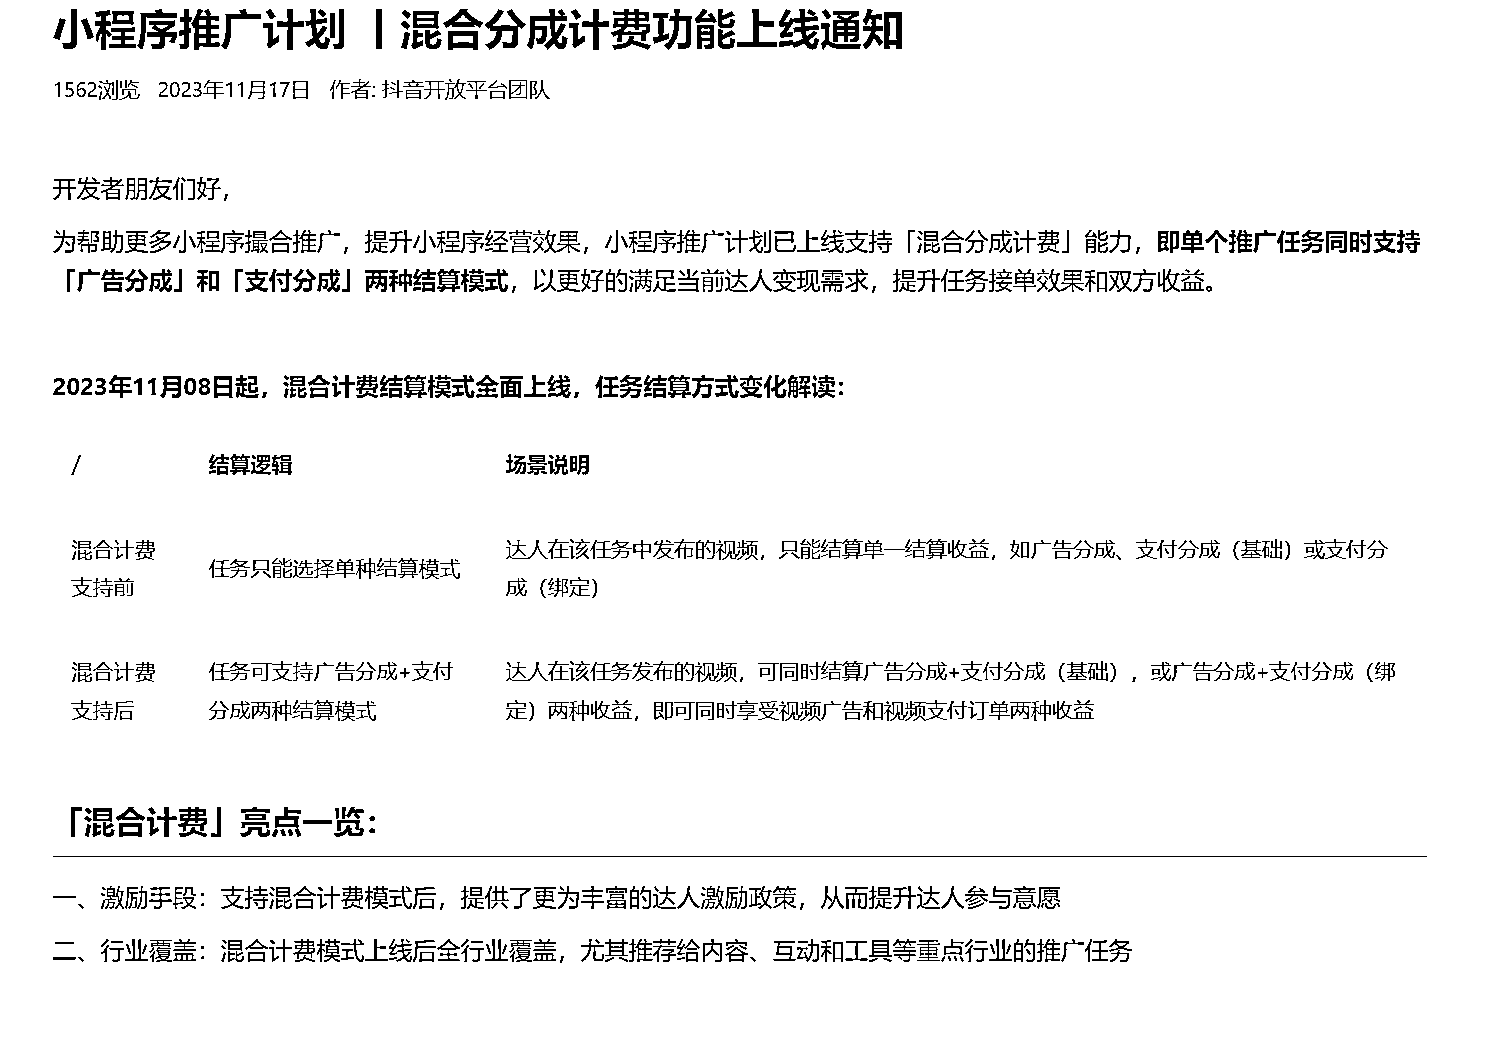 小程序推广计划 丨混合分成计费功能上线通知
1562浏览 2023年11月17日 作者: 抖音开放平台团队
开发者朋友们好，
为帮助更多小程序撮合推广，提升小程序经营效果，小程序推广计划已上线支持「混合分成计费」能力，即单个推广任务同时支持
「广告分成」和「支付分成」两种结算模式，以更好的满足当前达人变现需求，提升任务接单效果和双方收益。
2023年11月08日起，混合计费结算模式全面上线，任务结算方式变化解读：
/ 结算逻辑 场景说明
混合计费
支持前
任务只能选择单种结算模式
达人在该任务中发布的视频，只能结算单一结算收益，如广告分成、支付分成（基础）或支付分
成（绑定）
混合计费
支持后
任务可支持广告分成+支付
分成两种结算模式
达人在该任务发布的视频，可同时结算广告分成+支付分成（基础），或广告分成+支付分成（绑
定）两种收益，即可同时享受视频广告和视频支付订单两种收益
「混合计费」亮点一览：
一、激励手段：支持混合计费模式后，提供了更为丰富的达人激励政策，从而提升达人参与意愿
二、行业覆盖：混合计费模式上线后全行业覆盖，尤其推荐给内容、互动和工具等重点行业的推广任务